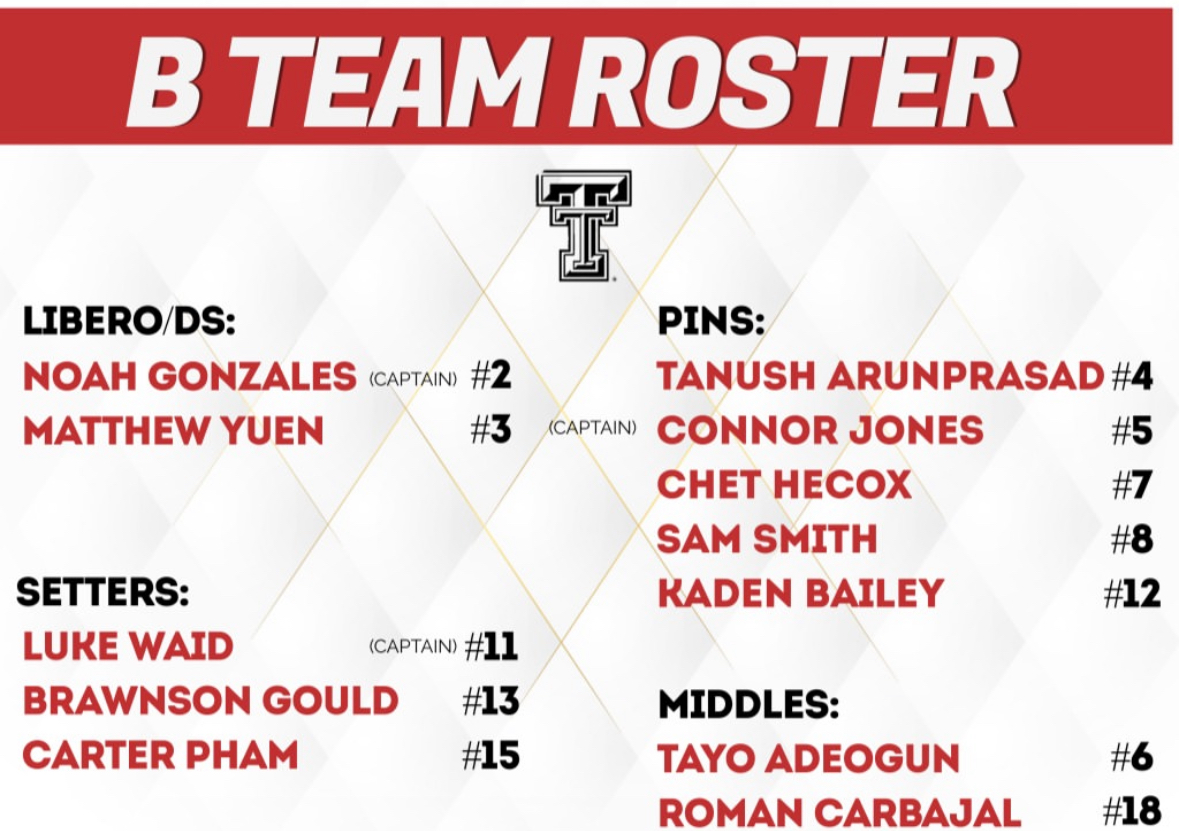 B TEAM ROSTER
LIBERO/DS:
NOAH GONZALES (CAPTAIN) #2
MATTHEW YUEN #3
SETTERS:
LUKE WAID (CAPTAIN) #11
BRAWNSON GOULD #13
CARTER PHAM #15
PINS:
TANUSH ARUNPRASAD #4
(CAPTAIN) CONNOR JONES #5
CHET HECOX #7
SAM SMITH #8
KADEN BAILEY #12
MIDDLES:
TAYO ADEOGUN #6
ROMAN CARBAJAL #18